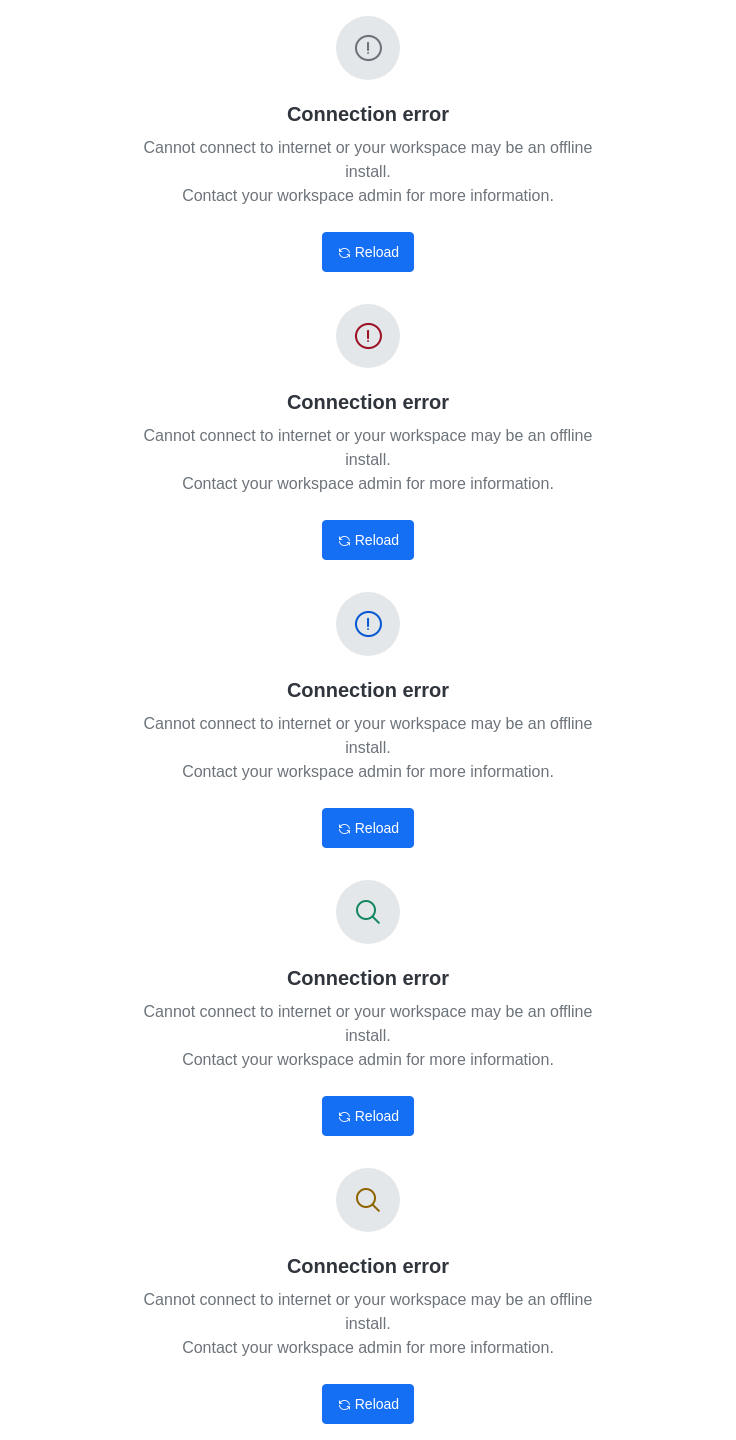 Connection error
Cannot connect to internet or your workspace may be an offline
install.
Contact your workspace admin for more information.
Reload
Connection error
Cannot connect to internet or your workspace may be an offline
install.
Contact your workspace admin for more information.
Reload
Connection error
Cannot connect to internet or your workspace may be an offline
install.
Contact your workspace admin for more information.
Reload
Connection error
Cannot connect to internet or your workspace may be an offline
install.
Contact your workspace admin for more information.
Reload
Connection error
Cannot connect to internet or your workspace may be an offline
install.
Contact your workspace admin for more information.
Reload